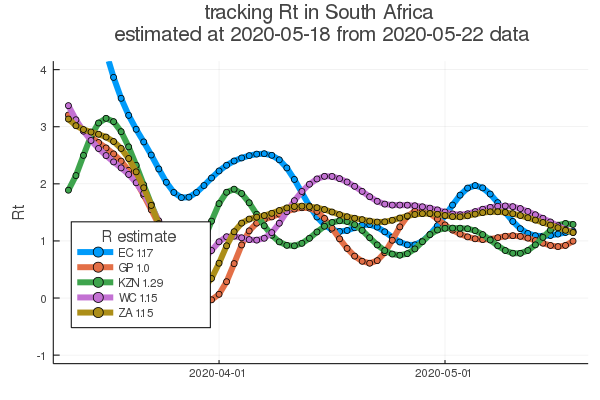 tracking Rt in South Africa
estimated at 2020-05-18 from 2020-05-22 data
4
3
2
1
0
-1
Rt
R estimate
EC 1.17
GP 1.0
KZN 1.29
WC 1.15
ZA 1.15
2020-04-01
2020-05-01